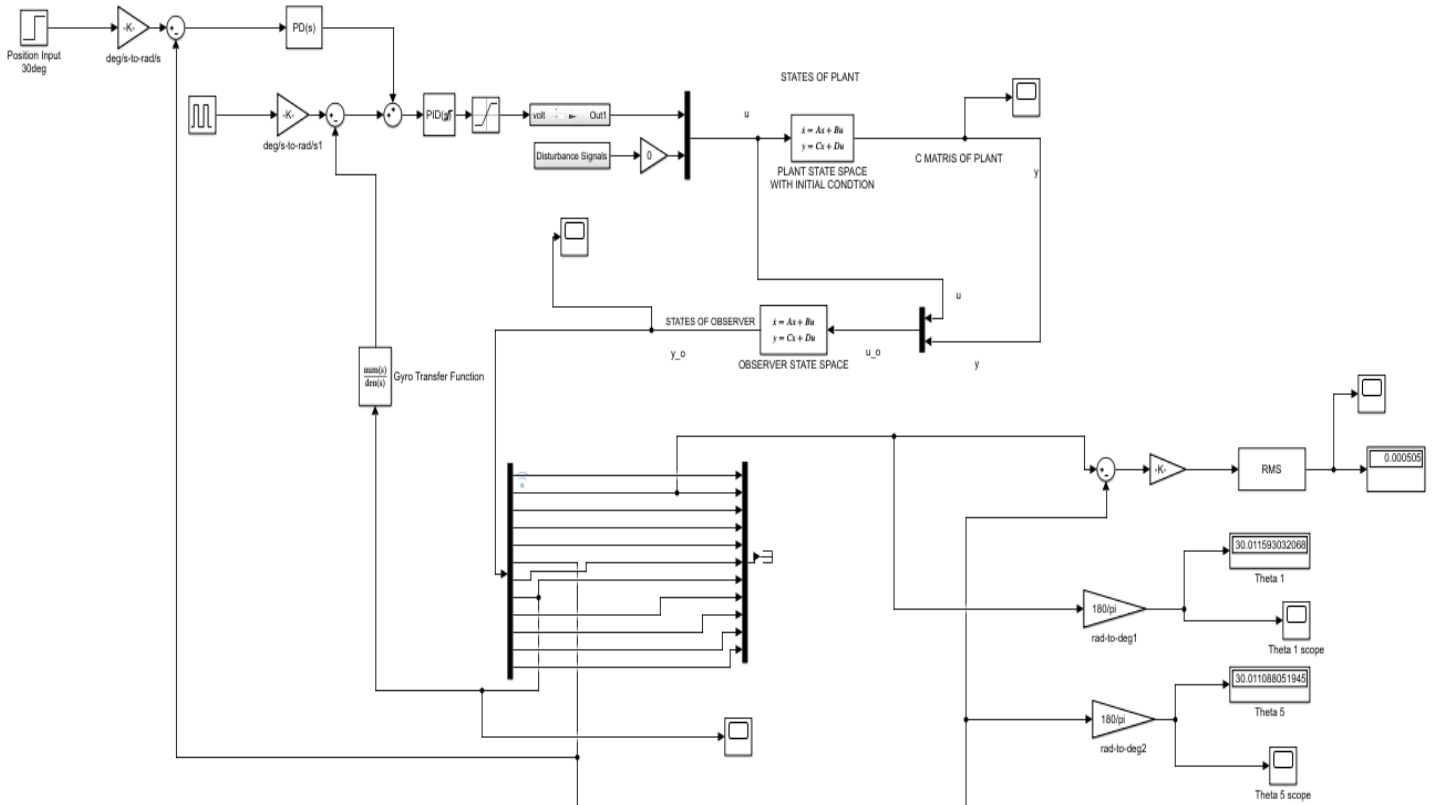 Position Input
30deg
-K-
deg/s-to-rad/s
PD(s)
-K-
deg/s-to-rad/s1
volt
Out1
Disturbance Signals
0
u
STATES OF PLANT
ẋ = Ax + Bu
y = Cx + Du
PLANT STATE SPACE
WITH INITIAL CONDTION
C MATRIS OF PLANT
y
u
STATES OF OBSERVER
y_o
ẋ = Ax + Bu
y = Cx + Du
OBSERVER STATE SPACE
u_o
y
num(s)
den(s)
Gyro Transfer Function
-K-
RMS
0.000505
30.011593032068
Theta 1
180/pi
rad-to-deg1
Theta 1 scope
30.011088051945
Theta 5
180/pi
rad-to-deg2
Theta 5 scope